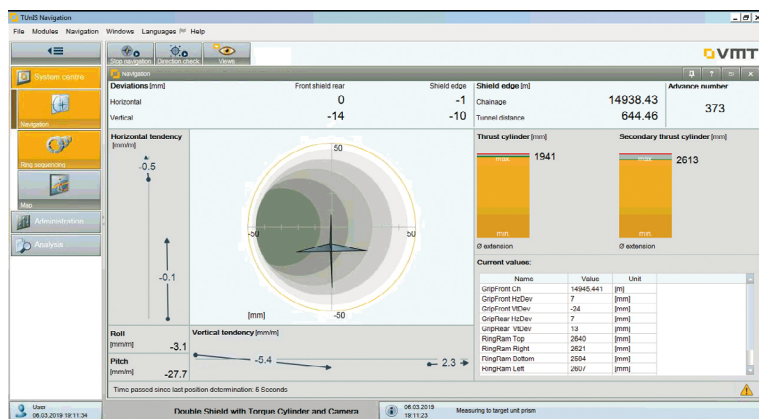 TUnIS Navigation
File Modules Navigation Windows Languages Help
Stop navigation Direction check Views
VMT
System centre
Navigation
Ring sequencing
Map
Administration
Analysis
Navigation
Deviations [mm] Front shield rear Shield edge
Horizontal 0 -1
Vertical -14 -10
Shield edge [m]
Chainage 14938.43
Tunnel distance 644.46
Advance number
373
Horizontal tendency
[mm/m]
-0.5
-0.1
50
-50 50
-50
[mm]
Thrust cylinder [mm] Secondary thrust cylinder [mm]
max. 1941 max. 2613
min. min.
Ø extension Ø extension
Current values:
Name Value Unit
GripFront Ch 14946.441 [m]
GripFront HzDev 7 [mm]
GripFront VtDev -24 [mm]
GripRear HzDev 7 [mm]
GripRear VtDev 13 [mm]
RingRam Top 2640 [mm]
RingRam Right 2621 [mm]
RingRam Bottom 2584 [mm]
RingRam Left 2607 [mm]
Roll
[mm/m] -3.1
Pitch
[mm/m] -27.7
Vertical tendency [mm/m]
-5.4 2.3
Time passed since last position determination: 5 Seconds
User
06.03.2019 19:11:34
Double Shield with Torque Cylinder and Camera
06.03.2019
19:11:23
Measuring to target unit prism